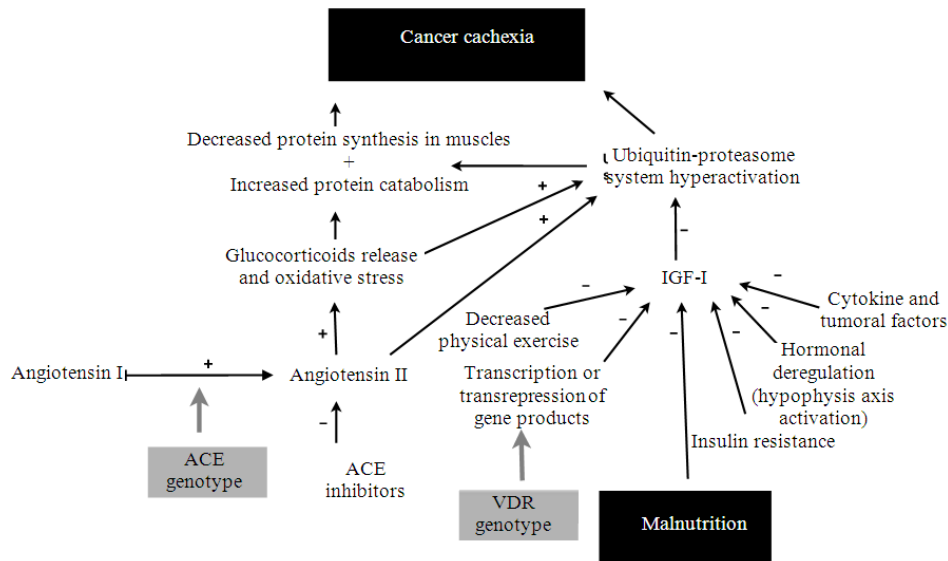 Cancer cachexia
Decreased protein synthesis in muscles
+
Increased protein catabolism
Ubiquitin-proteasome
system hyperactivation
+
+
−
Glucocorticoids release
and oxidative stress
IGF-I
−
−
−
−
−
−
Cytokine and
tumoral factors
Decreased
physical exercise
Hormonal
deregulation
(hypophysis axis
activation)
+
+
Angiotensin I
Angiotensin II
Transcription or
transrepression of
gene products
Insulin resistance
−
ACE
genotype
ACE
inhibitors
VDR
genotype
Malnutrition